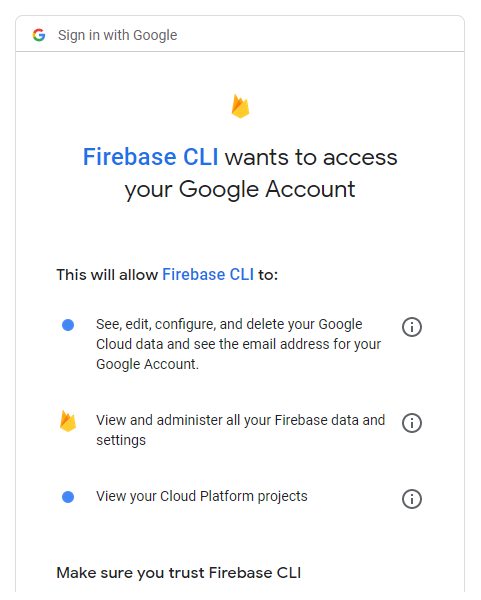 Sign in with Google
Firebase CLI wants to access
your Google Account
This will allow Firebase CLI to:
See, edit, configure, and delete your Google
Cloud data and see the email address for your
Google Account.
View and administer all your Firebase data and
settings
View your Cloud Platform projects
Make sure you trust Firebase CLI